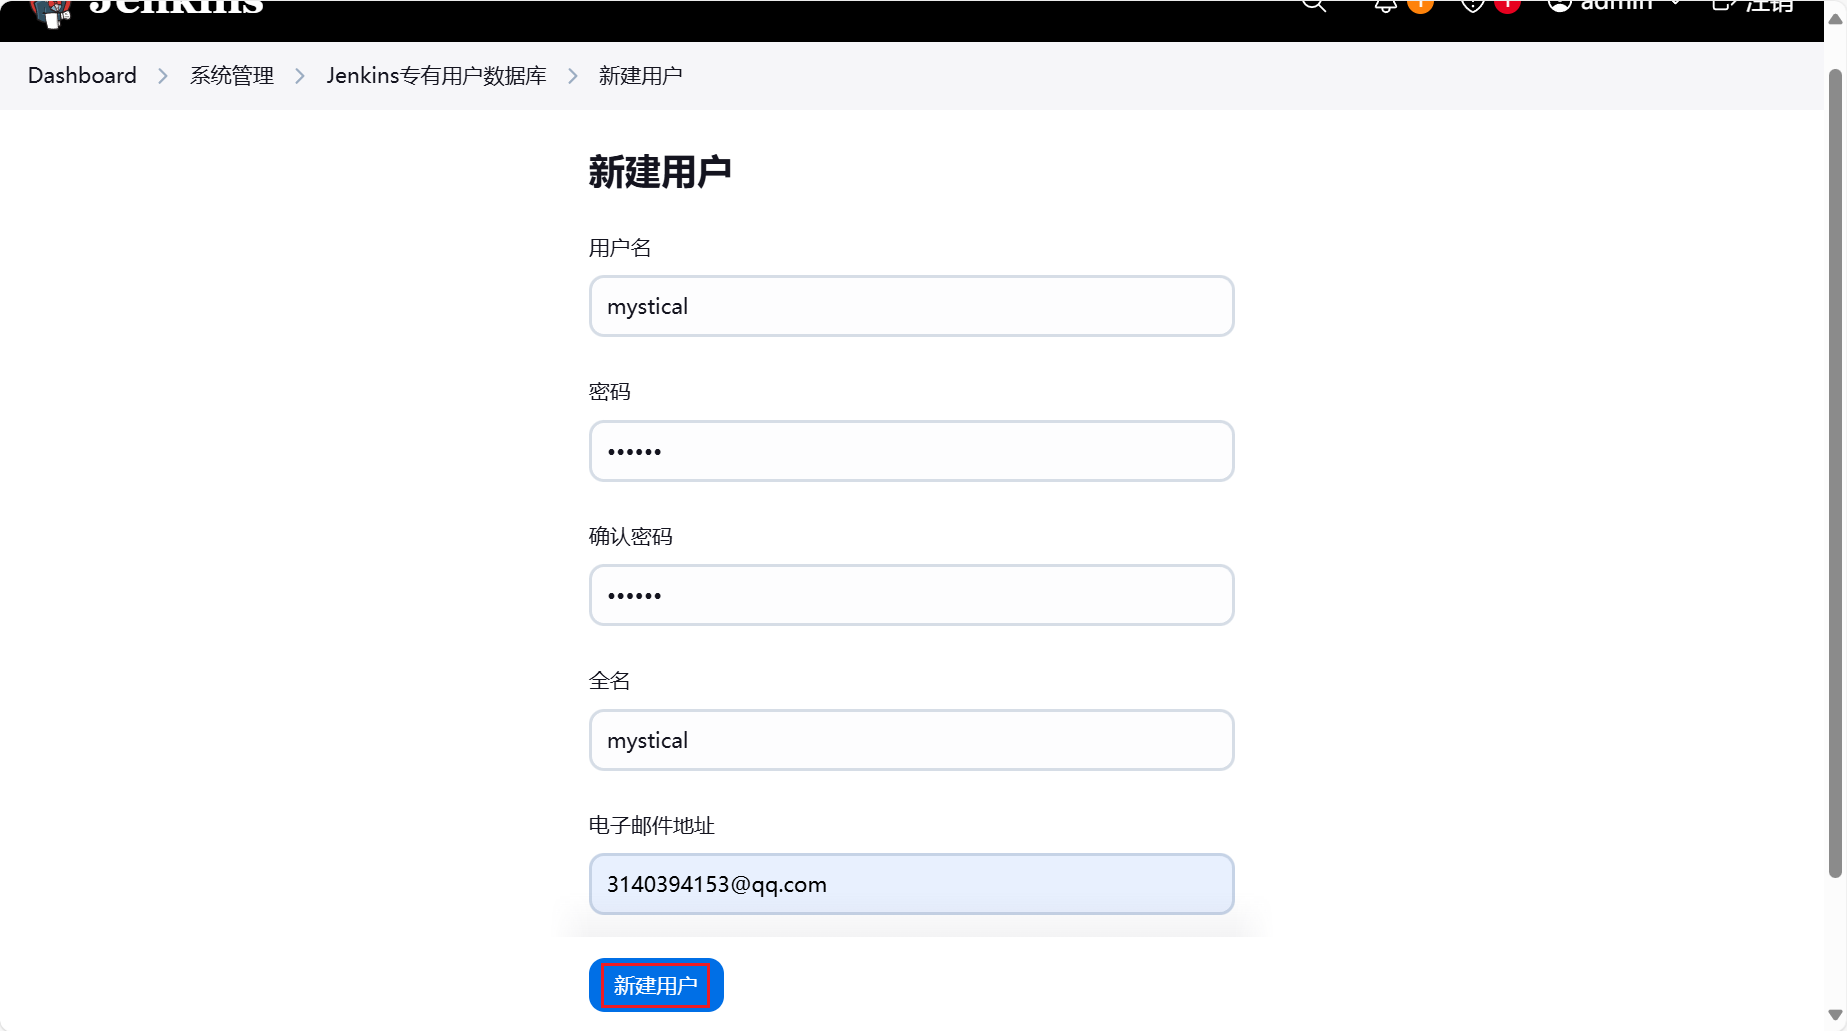 Jenkins
1
1
admin
注销
Dashboard
系统管理
Jenkins专有用户数据库
新建用户
新建用户
用户名
mystical
密码
••••••
确认密码
••••••
全名
mystical
电子邮件地址
3140394153@qq.com
新建用户